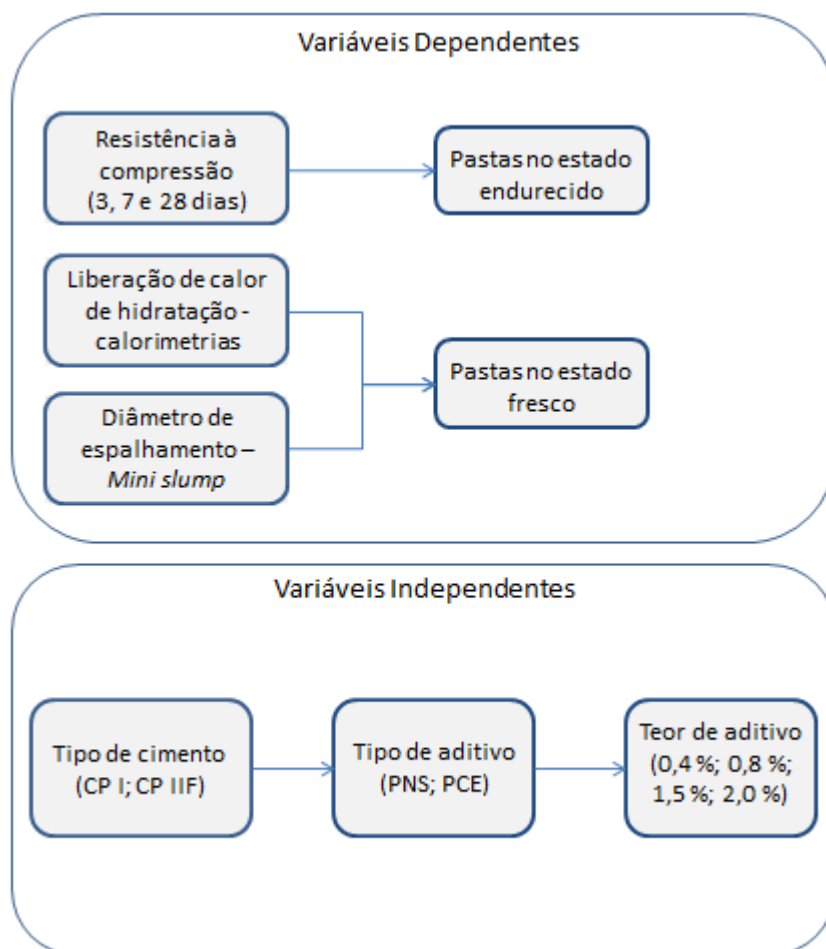 Variáveis Dependentes
Resistência à
compressão
(3, 7 e 28 dias)
Pastas no estado
endurecido
Liberação de calor
de hidratação -
calorimetrias
Pastas no estado
fresco
Diâmetro de
espalhamento –
Mini slump
Variáveis Independentes
Tipo de cimento
(CP I; CP IIF)
Tipo de aditivo
(PNS; PCE)
Teor de aditivo
(0,4 %; 0,8 %;
1,5 %; 2,0 %)